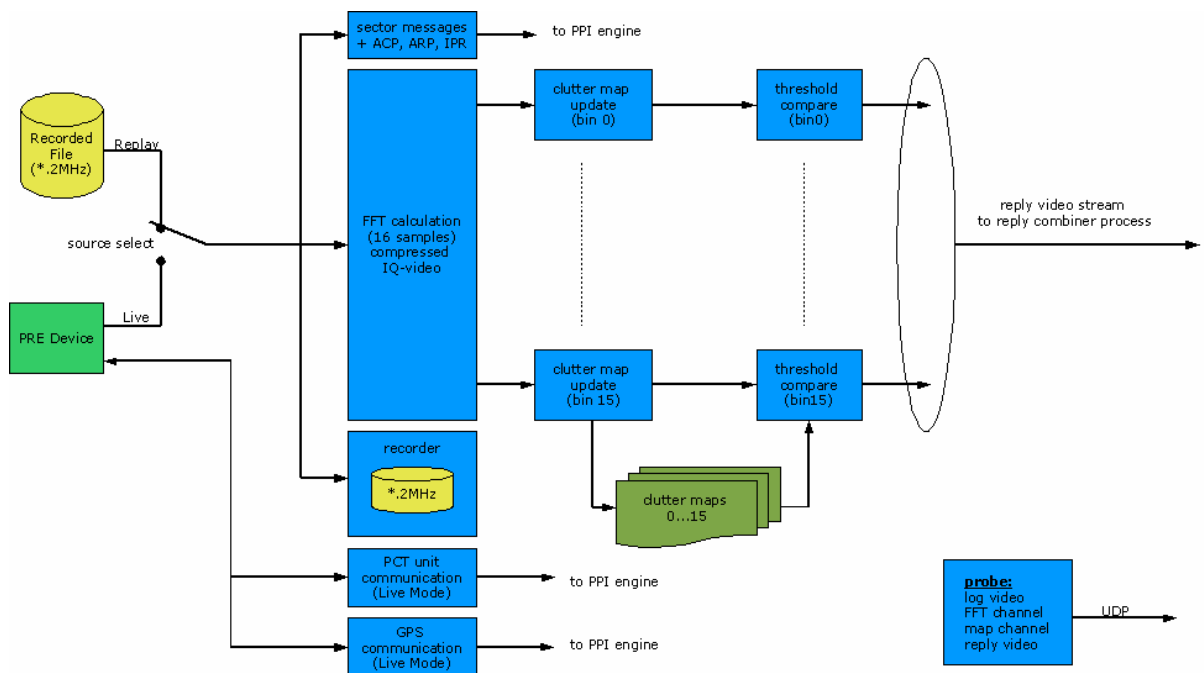 sector messages
+ ACP, ARP, IPR
to PPI engine
Recorded
File
(*.2MHz)
Replay
source select
Live
PRE Device
FFT calculation
(16 samples)
compressed
IQ-video
clutter map
update
(bin 0)
threshold
compare
(bin0)
reply video stream
to reply combiner process
clutter map
update
(bin 15)
threshold
compare
(bin15)
clutter maps
0...15
recorder
*.2MHz
PCT unit
communication
(Live Mode)
to PPI engine
GPS
communication
(Live Mode)
to PPI engine
probe:
log video
FFT channel
map channel
reply video
UDP